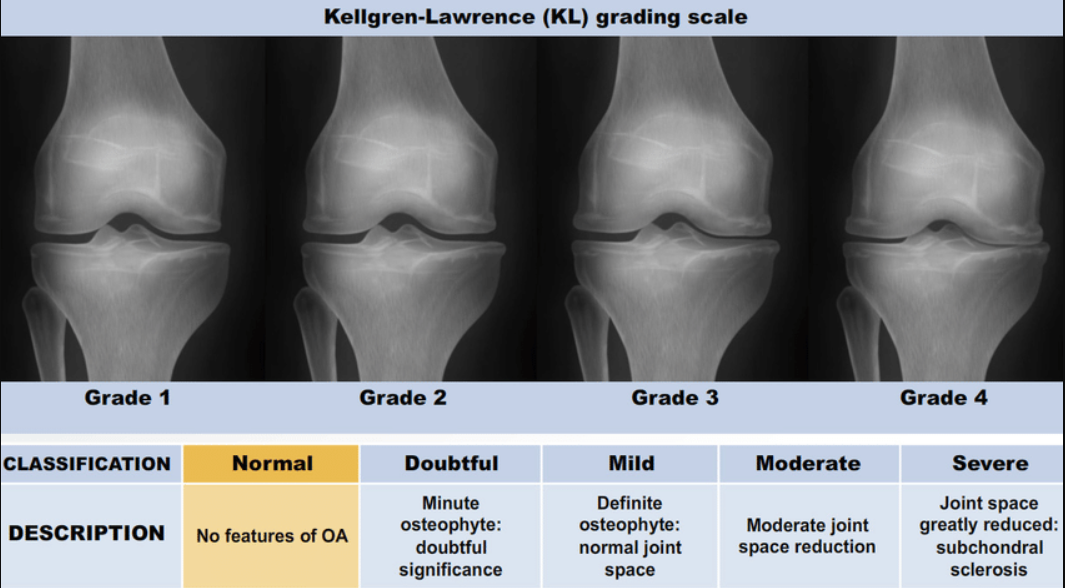 Kellgren-Lawrence (KL) grading scale
Grade 1 Grade 2 Grade 3 Grade 4
CLASSIFICATION Normal Doubtful Mild Moderate Severe
DESCRIPTION
No features of OA
Minute
osteophyte:
doubtful
significance
Definite
osteophyte:
normal joint
space
Moderate joint
space reduction
Joint space
greatly reduced:
subchondral
sclerosis